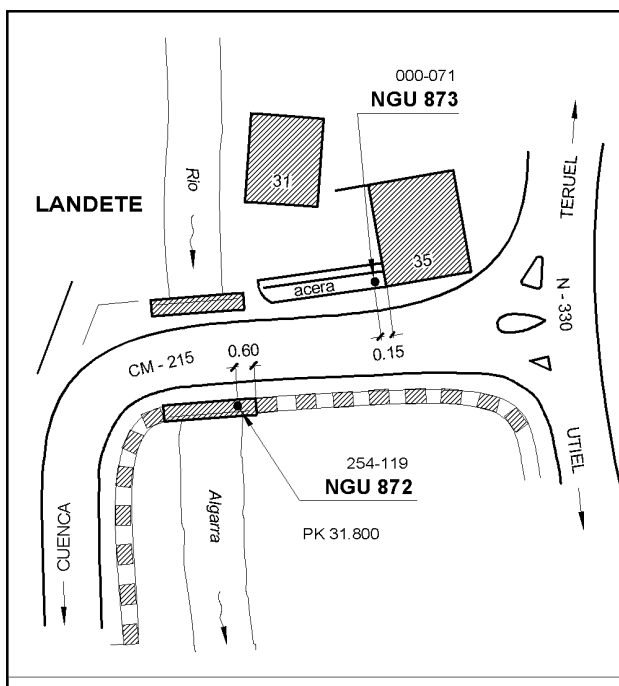 000-071
NGU 873
TERUEL
31
Rio
LANDETE
35
acera
N - 330
CM - 215
0.60
0.15
254-119
NGU 872
UTIEL
Algarra
PK 31.800
CUENCA